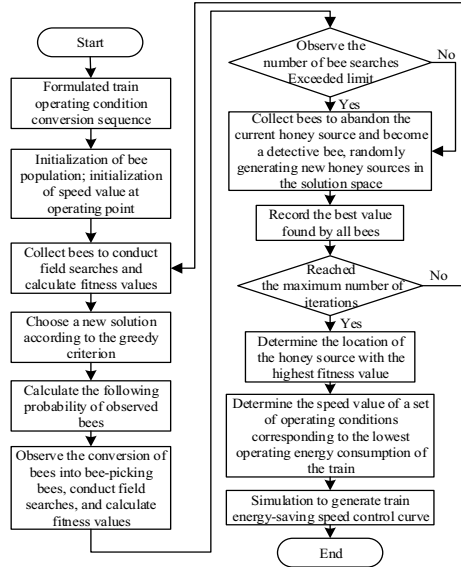 Start
Formulated train
operating condition
conversion sequence
Initialization of bee
population; initialization
of speed value at
operating point
Collect bees to conduct
field searches and
calculate fitness values
Choose a new solution
according to the greedy
criterion
Calculate the following
probability of observed
bees
Observe the conversion of
bees into bee-picking
bees, conduct field
searches, and calculate
fitness values
Observe the
number of bee searches
Exceeded limit
No
Yes
Collect bees to abandon the
current honey source and become
a detective bee, randomly
generating new honey sources in
the solution space
Record the best value
found by all bees
Reached
the maximum number of
iterations
No
Yes
Determine the location of
the honey source with the
highest fitness value
Determine the speed value of a set
of operating conditions
corresponding to the lowest
operating energy consumption of
the train
Simulation to generate train
energy-saving speed control curve
End